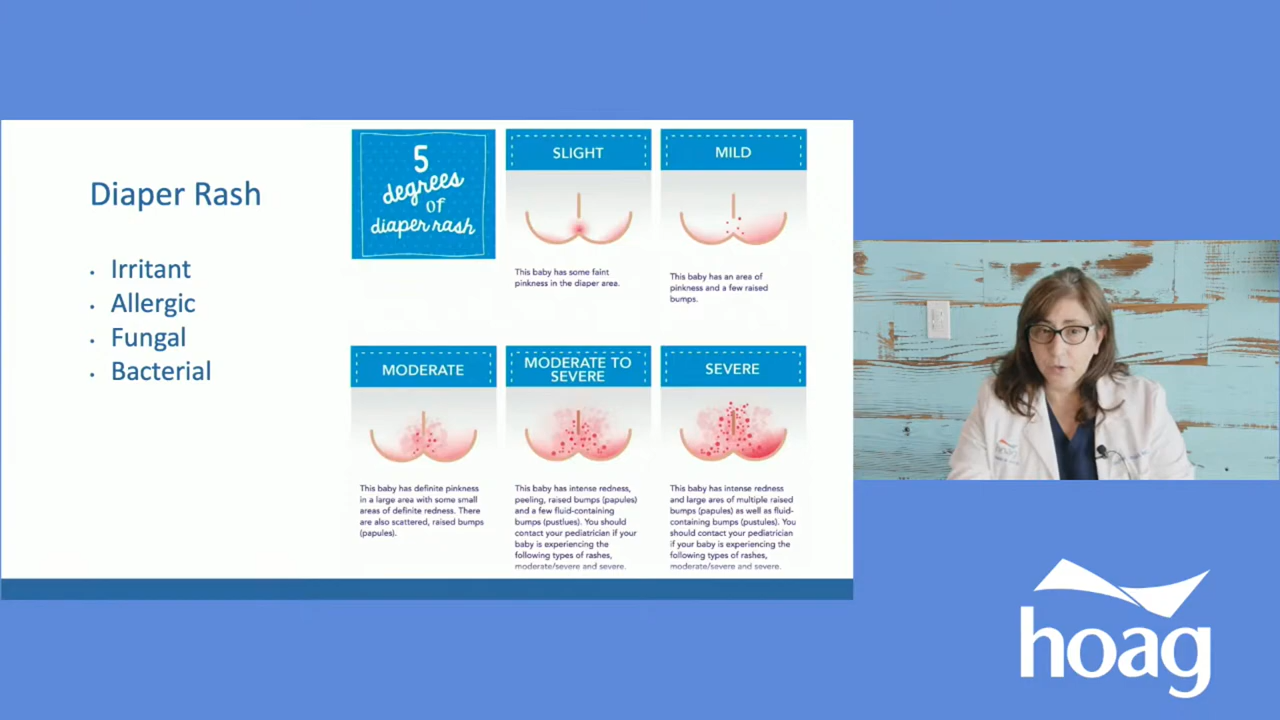 Diaper Rash
• Irritant
• Allergic
• Fungal
• Bacterial
5
degrees
of
diaper rash
SLIGHT
This baby has some faint
pinkness in the diaper area.
MILD
This baby has an area of
pinkness and a few raised
bumps.
MODERATE
This baby has definite pinkness
in a large area with some small
areas of definite redness. There
are also scattered, raised bumps
(papules).
MODERATE TO
SEVERE
This baby has intense redness,
peeling, raised bumps (papules)
and a few fluid-containing
bumps (pustlues). You should
contact your pediatrician if your
baby is experiencing the
following types of rashes,
moderate/severe and severe.
SEVERE
This baby has intense redness
and large ares of multiple raised
bumps (papules) as well as fluid-
containing bumps (pustules). You
should contact your pediatrician
if your baby is experiencing the
following types of rashes,
moderate/severe and severe.
hoag